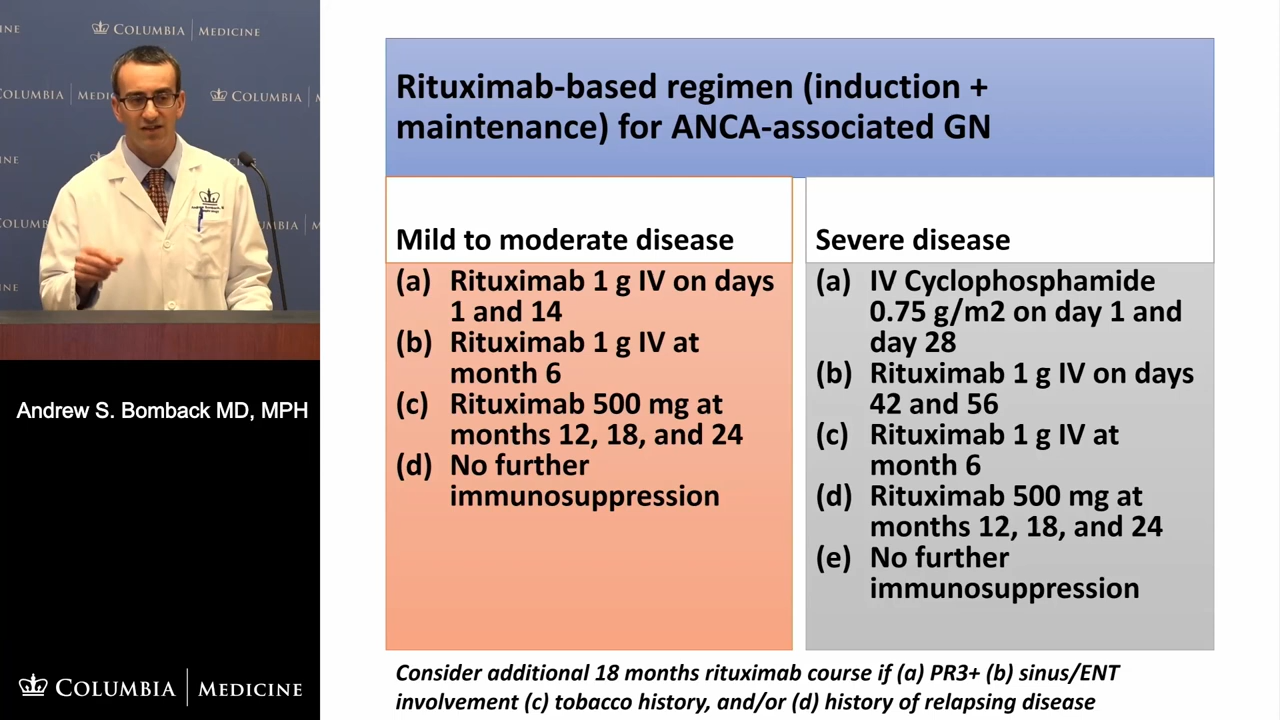 COLUMBIA | MEDICINE
COLUMBIA
Rituximab-based regimen (induction +
maintenance) for ANCA-associated GN
Mild to moderate disease
(a) Rituximab 1 g IV on days
1 and 14
(b) Rituximab 1 g IV at
month 6
(c) Rituximab 500 mg at
months 12, 18, and 24
(d) No further
immunosuppression
Severe disease
(a) IV Cyclophosphamide
0.75 g/m2 on day 1 and
day 28
(b) Rituximab 1 g IV on days
42 and 56
(c) Rituximab 1 g IV at
month 6
(d) Rituximab 500 mg at
months 12, 18, and 24
(e) No further
immunosuppression
Consider additional 18 months rituximab course if (a) PR3+ (b) sinus/ENT
involvement (c) tobacco history, and/or (d) history of relapsing disease
Andrew S. Bomback MD, MPH
COLUMBIA | MEDICINE